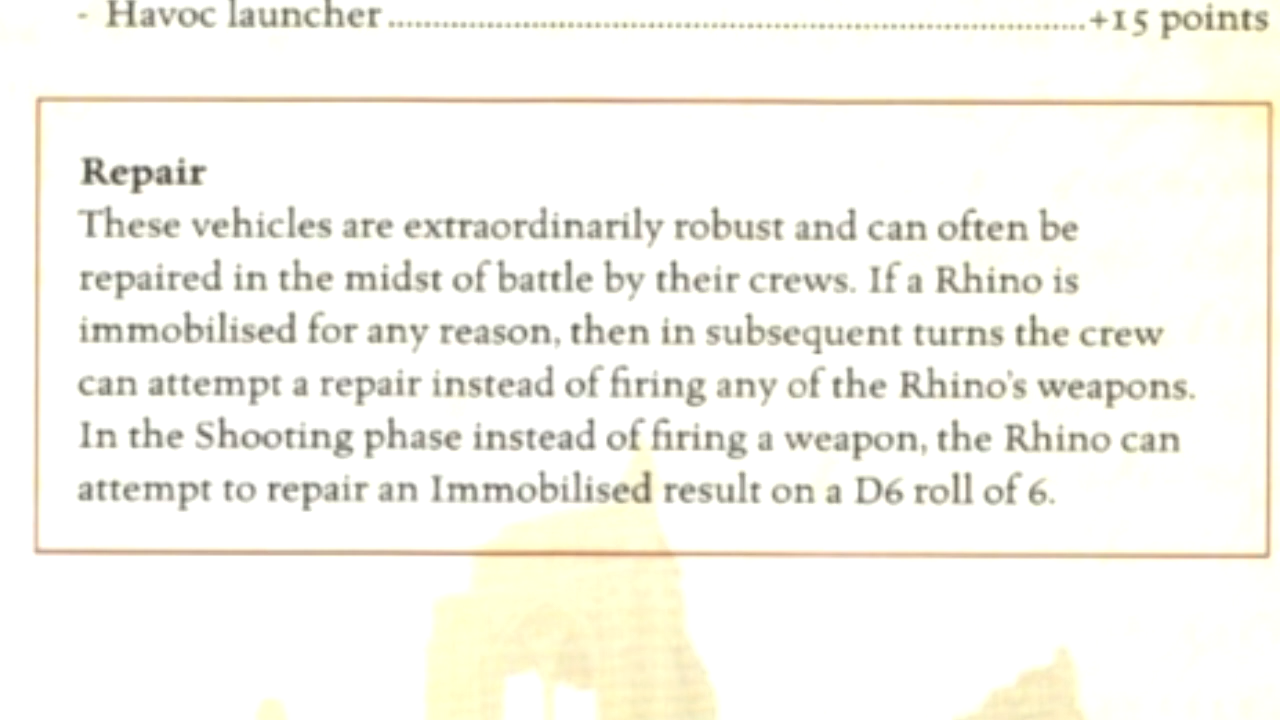 - Havoc launcher.......................................................................................+15 points
Repair
These vehicles are extraordinarily robust and can often be
repaired in the midst of battle by their crews. If a Rhino is
immobilised for any reason, then in subsequent turns the crew
can attempt a repair instead of firing any of the Rhino's weapons.
In the Shooting phase instead of firing a weapon, the Rhino can
attempt to repair an Immobilised result on a D6 roll of 6.